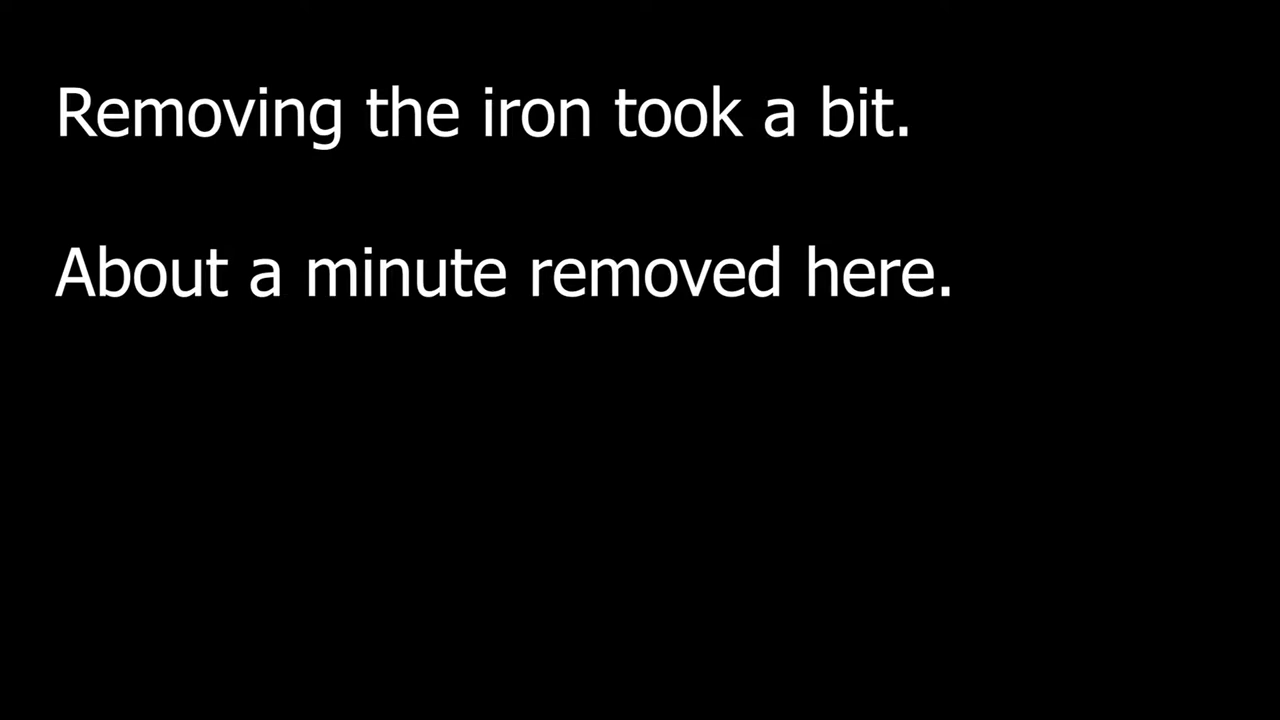 Removing the iron took a bit.
About a minute removed here.